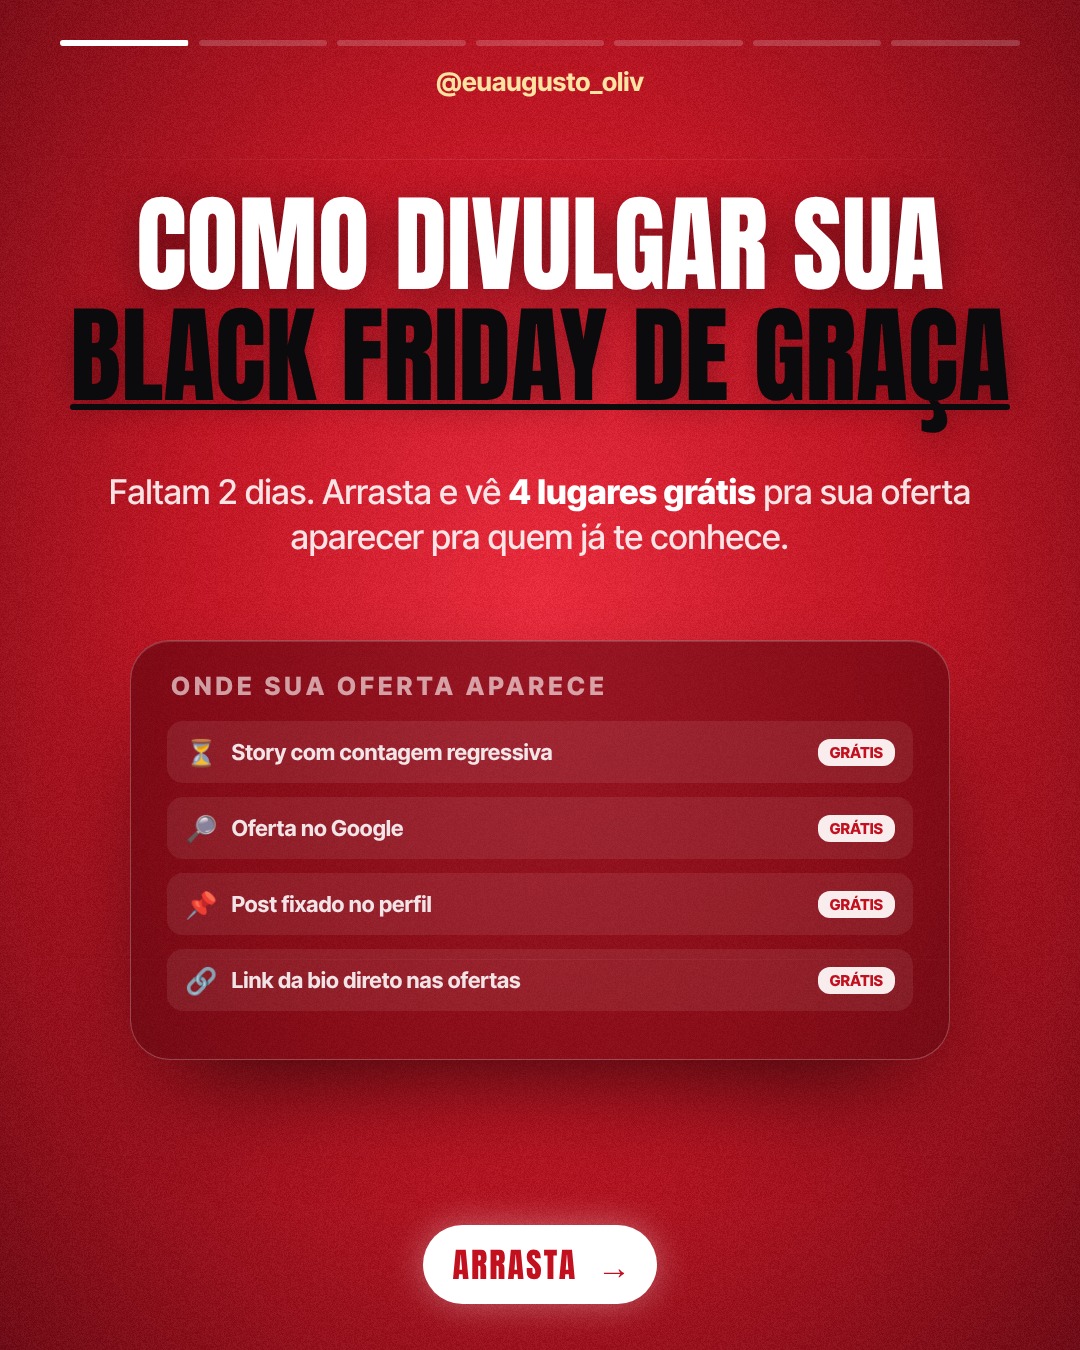 @euaugusto_oliv
COMO DIVULGAR SUA
BLACK FRIDAY DE GRAÇA
Faltam 2 dias. Arrasta e vê 4 lugares grátis pra sua oferta
aparecer pra quem já te conhece.
ONDE SUA OFERTA APARECE
Story com contagem regressiva GRÁTIS
Oferta no Google GRÁTIS
Post fixado no perfil GRÁTIS
Link da bio direto nas ofertas GRÁTIS
ARRASTA →